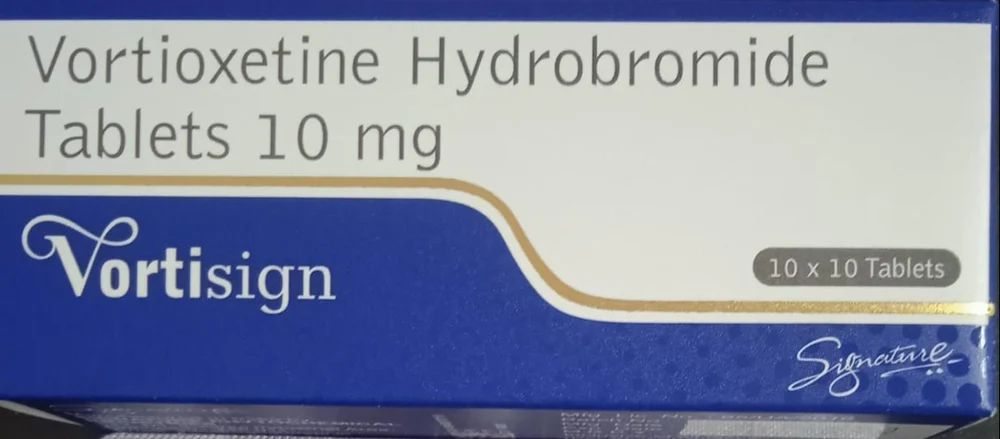 Vortioxetine Hydrobromide
Tablets 10 mg
Vortisign
10 x 10 Tablets
Signature